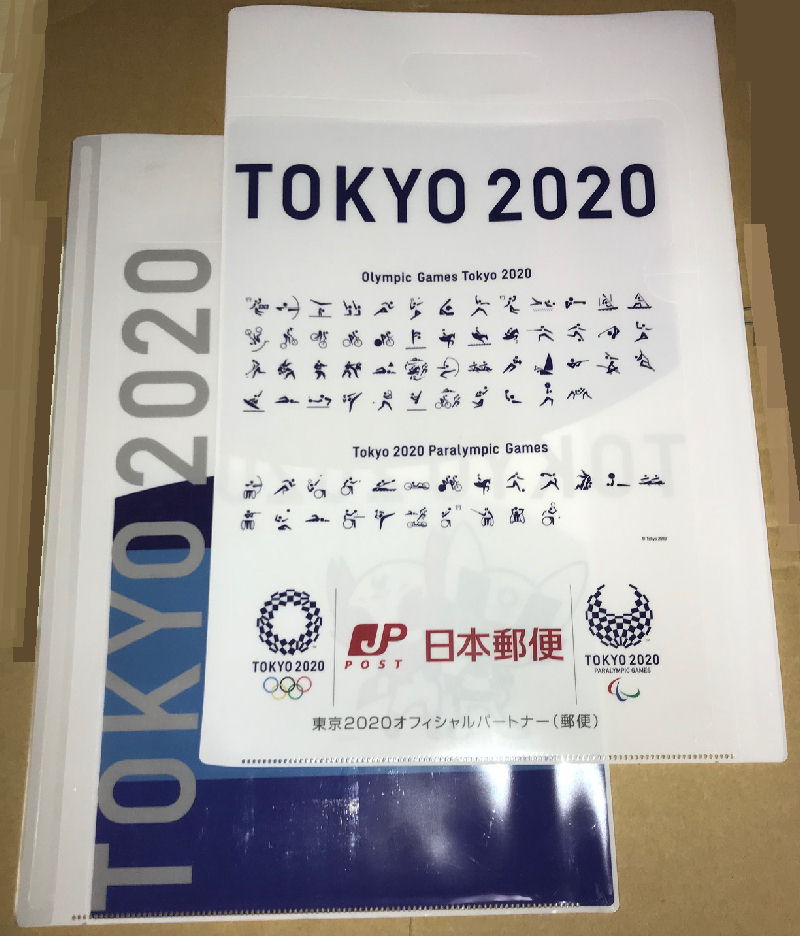 TOKYO 2020
Olympic Games Tokyo 2020
Tokyo 2020 Paralympic Games
© Tokyo 2020
TOKYO 2020
JP
POST
日本郵便
TOKYO 2020
PARALYMPIC GAMES
東京2020オフィシャルパートナー(郵便)
TOKYO 2020